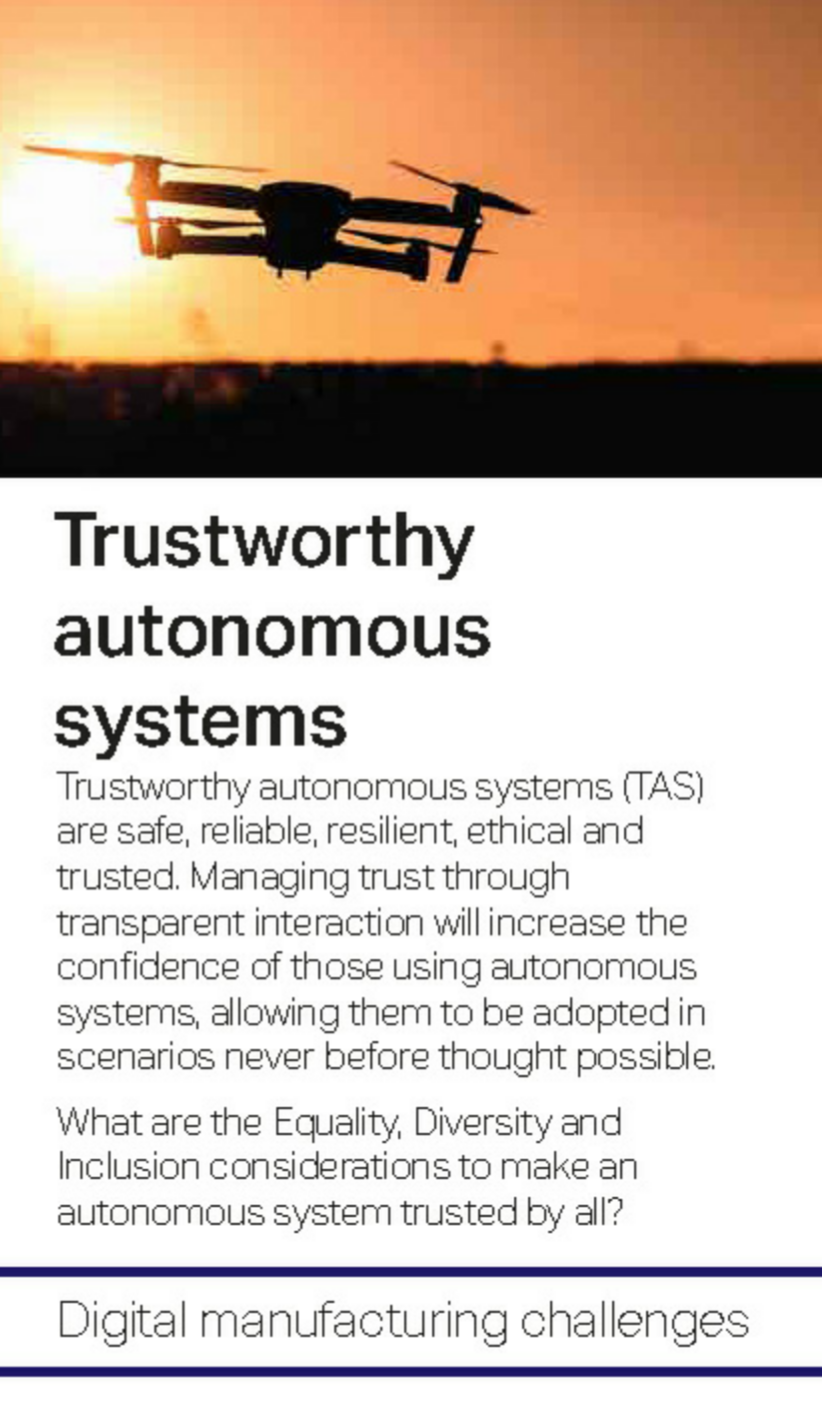 Trustworthy
autonomous
systems
Trustworthy autonomous systems (TAS)
are safe, reliable, resilient, ethical and
trusted. Managing trust through
transparent interaction will increase the
confidence of those using autonomous
systems, allowing them to be adopted in
scenarios never before thought possible.
What are the Equality, Diversity and
Inclusion considerations to make an
autonomous system trusted by all?
Digital manufacturing challenges